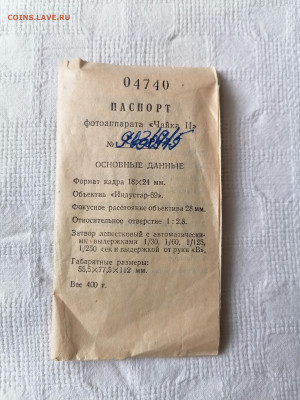 COINS.LAVE.RU
04740
ПАСПОРТ
фотоаппарата «Чайка II»
№
ОСНОВНЫЕ ДАННЫЕ
Формат кадра 18×24 мм.
Объектив «Индустар-69».
Фокусное расстояние объектива 28 мм.
Относительное отверстие 1 : 2,8.
Затвор лепестковый с автоматически-
ми выдержками 1/30, 1/60, 1/125,
1/250 сек и выдержкой от руки «В».
Габаритные размеры:
55,5×77,5×112 мм.
Вес 400 г.